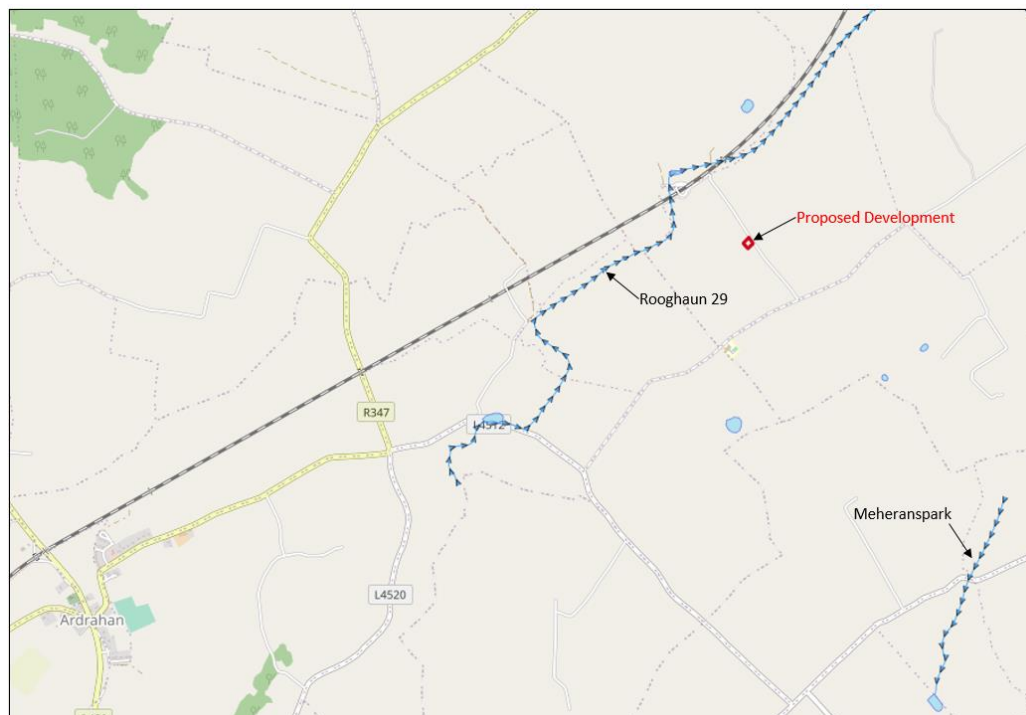 Proposed Development
Rooghaun 29
R347
L4512
Meheranspark
L4520
Ardrahan